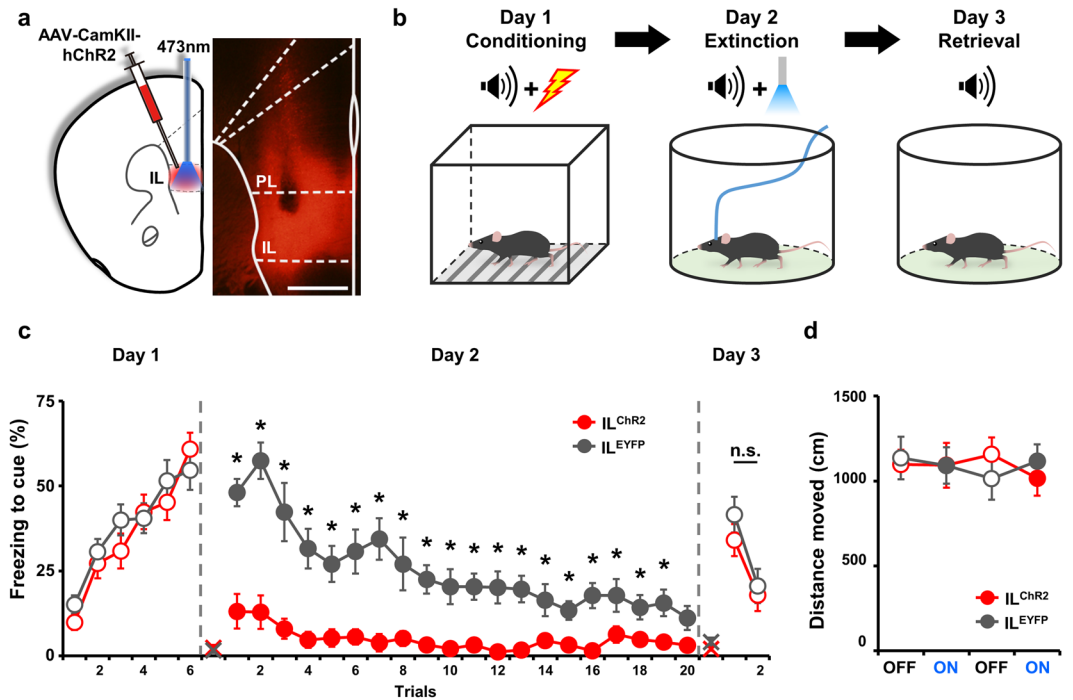 a
AAV-CamKII-
hChR2
473nm
IL
PL
IL
b
Day 1
Conditioning
Day 2
Extinction
Day 3
Retrieval
+
+
c
Day 1
Day 2
Day 3
Freezing to cue (%)
75
50
25
0
IL^ChR2
IL^EYFP
* * * * * * * * * * * * * * * * * * *
n.s.
2 4 6 2 4 6 8 10 12 14 16 18 20 2
Trials
d
Distance moved (cm)
1500
1000
500
0
IL^ChR2
IL^EYFP
OFF ON OFF ON